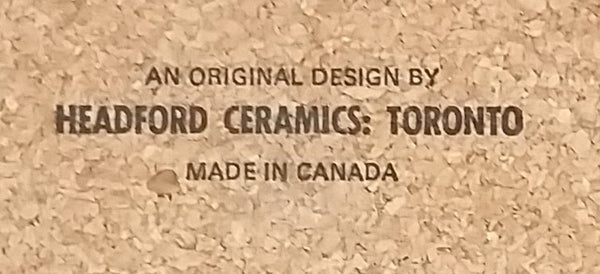 AN ORIGINAL DESIGN BY
HEADFORD CERAMICS: TORONTO
MADE IN CANADA